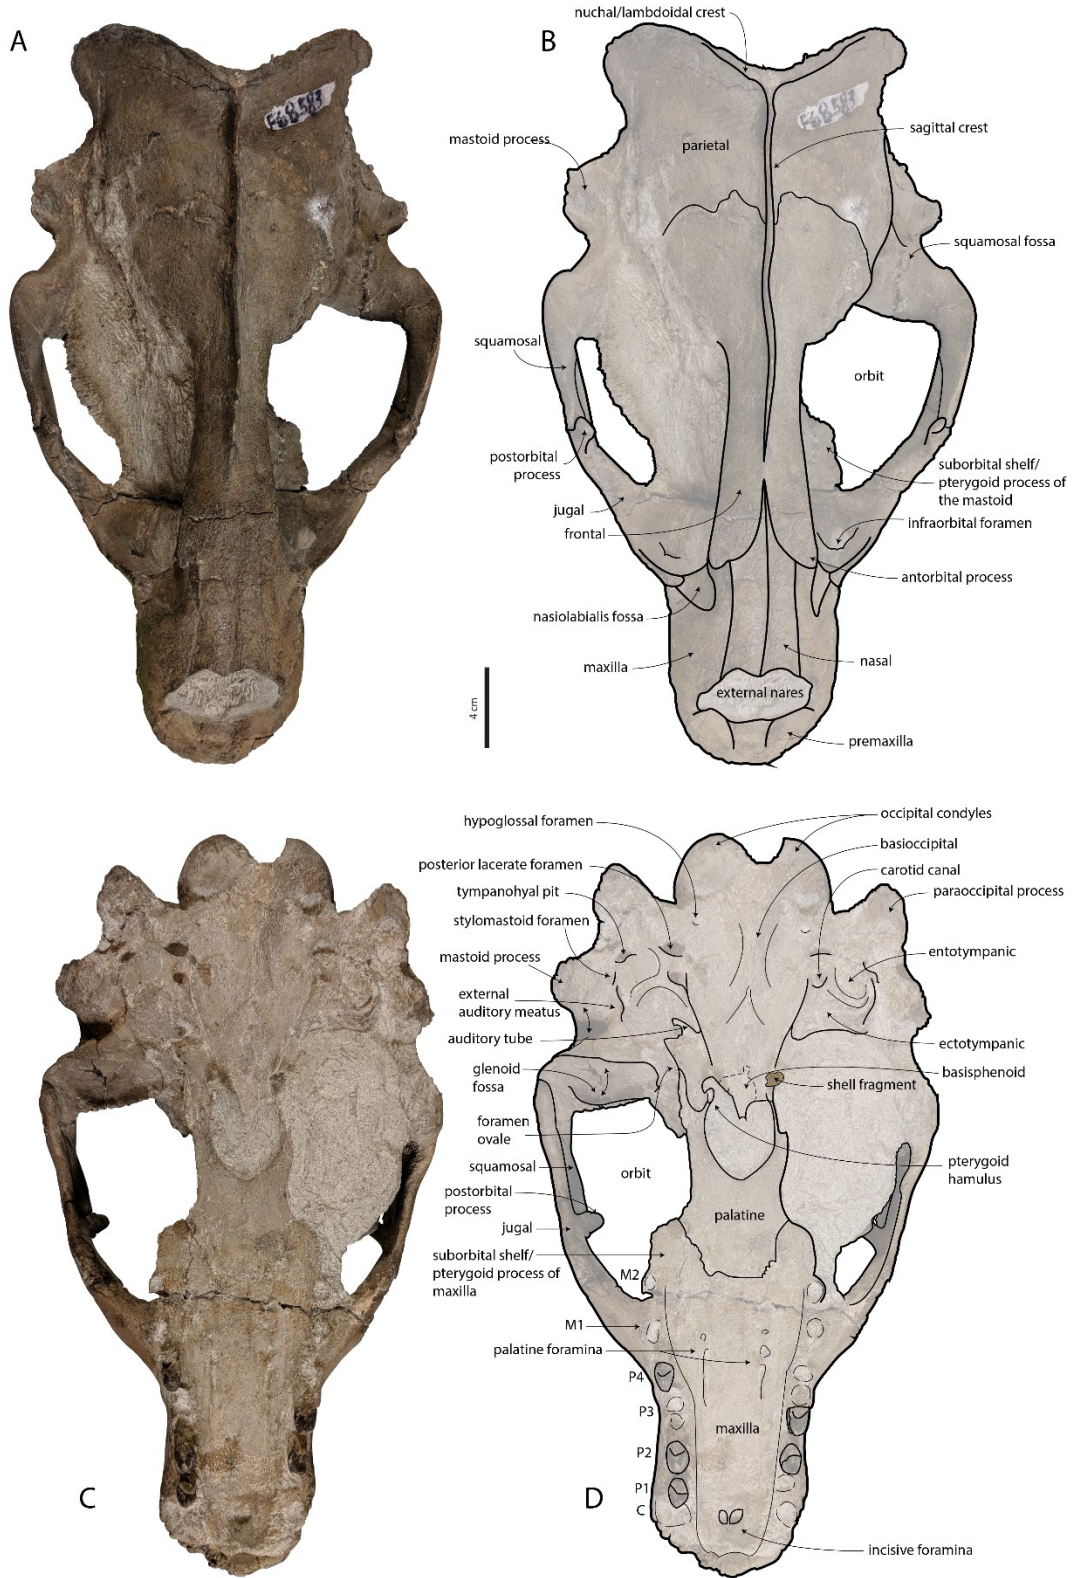 A
B
nuchal/lambdoidal crest
F68583
F68583
sagittal crest
mastoid process
parietal
squamosal fossa
squamosal
orbit
postorbital
process
suborbital shelf/
pterygoid process of
the mastoid
jugal
infraorbital foramen
frontal
antorbital process
nasiolabialis fossa
maxilla
nasal
4 cm
external nares
premaxilla
hypoglossal foramen
occipital condyles
basioccipital
posterior lacerate foramen
carotid canal
tympanohyal pit
paraoccipital process
stylomastoid foramen
mastoid process
entotympanic
external
auditory meatus
auditory tube
ectotympanic
glenoid
fossa
basisphenoid
shell fragment
foramen
ovale
squamosal
orbit
pterygoid
hamulus
postorbital
process
jugal
palatine
suborbital shelf/
pterygoid process of
maxilla
M2
M1
palatine foramina
P4
P3
maxilla
P2
P1
C
C
D
incisive foramina